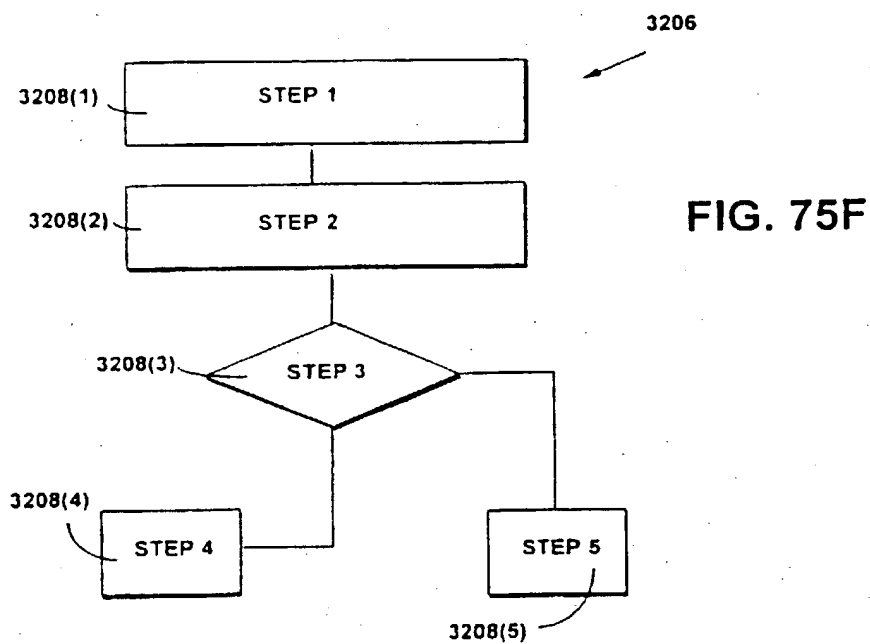 3206
3208(1)
STEP 1
3208(2)
STEP 2
FIG. 75F
3208(3)
STEP 3
3208(4)
STEP 4
STEP 5
3208(5)